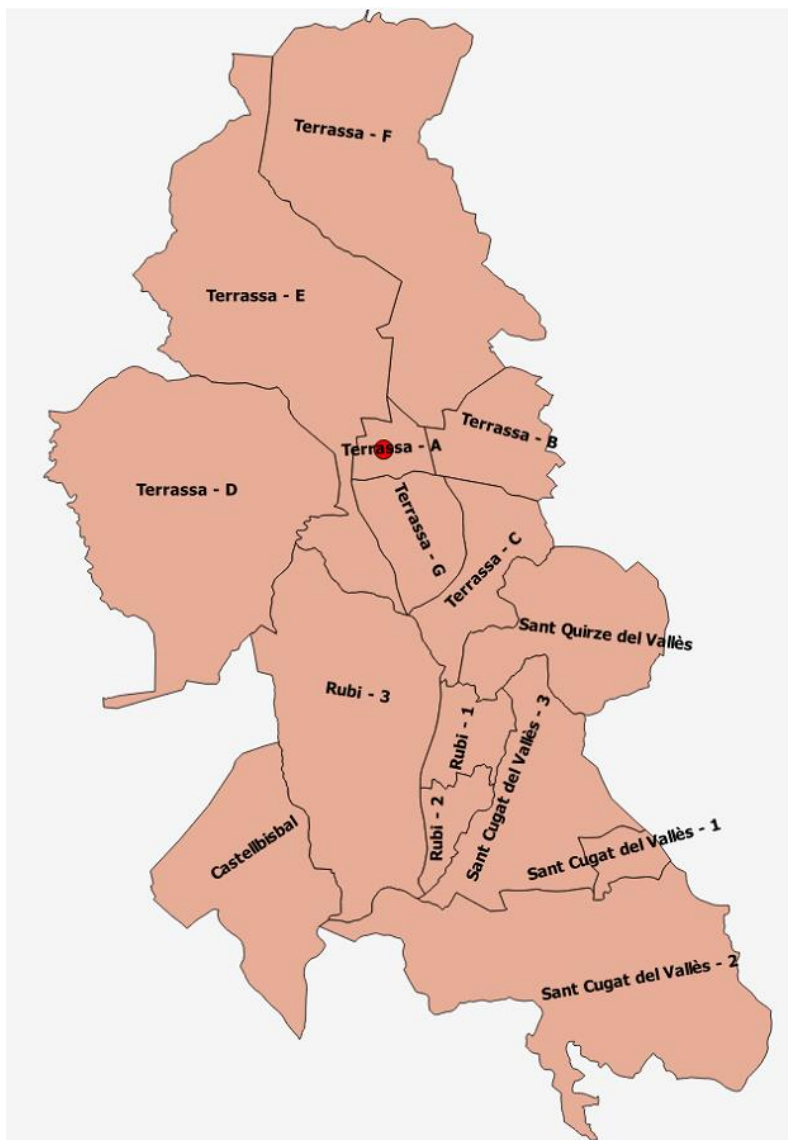 Terrassa - F
Terrassa - E
Terrassa - B
Terrassa - A
Terrassa - D
Terrassa - G
Terrassa - C
Sant Quirze del Vallès
Rubi - 3
Rubi - 1
Sant Cugat del Vallès - 3
Rubi - 2
Castellbisbal
Sant Cugat del Vallès - 1
Sant Cugat del Vallès - 2